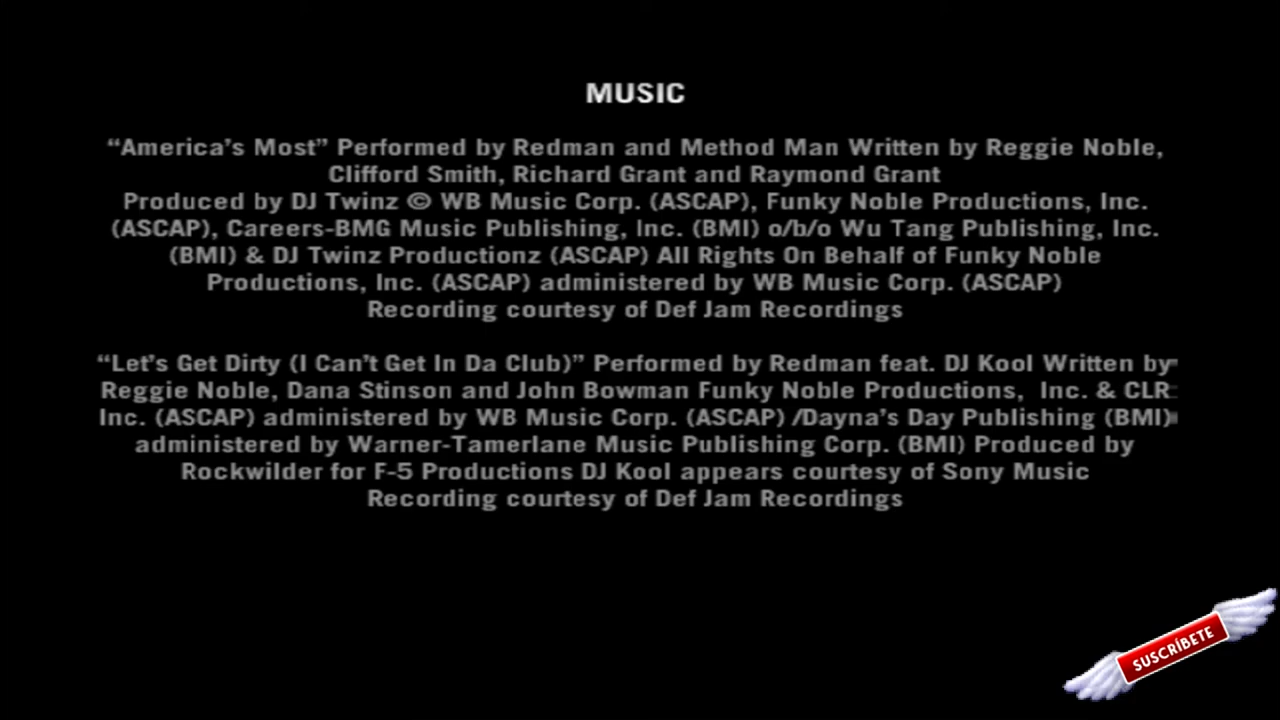 MUSIC
“America’s Most” Performed by Redman and Method Man Written by Reggie Noble,
Clifford Smith, Richard Grant and Raymond Grant
Produced by DJ Twinz © WB Music Corp. (ASCAP), Funky Noble Productions, Inc.
(ASCAP), Careers-BMG Music Publishing, Inc. (BMI) o/b/o Wu Tang Publishing, Inc.
(BMI) & DJ Twinz Productionz (ASCAP) All Rights On Behalf of Funky Noble
Productions, Inc. (ASCAP) administered by WB Music Corp. (ASCAP)
Recording courtesy of Def Jam Recordings
“Let’s Get Dirty (I Can’t Get In Da Club)” Performed by Redman feat. DJ Kool Written by
Reggie Noble, Dana Stinson and John Bowman Funky Noble Productions, Inc. & CLR
Inc. (ASCAP) administered by WB Music Corp. (ASCAP) /Dayna’s Day Publishing (BMI)
administered by Warner-Tamerlane Music Publishing Corp. (BMI) Produced by
Rockwilder for F-5 Productions DJ Kool appears courtesy of Sony Music
Recording courtesy of Def Jam Recordings
SUSCRÍBETE